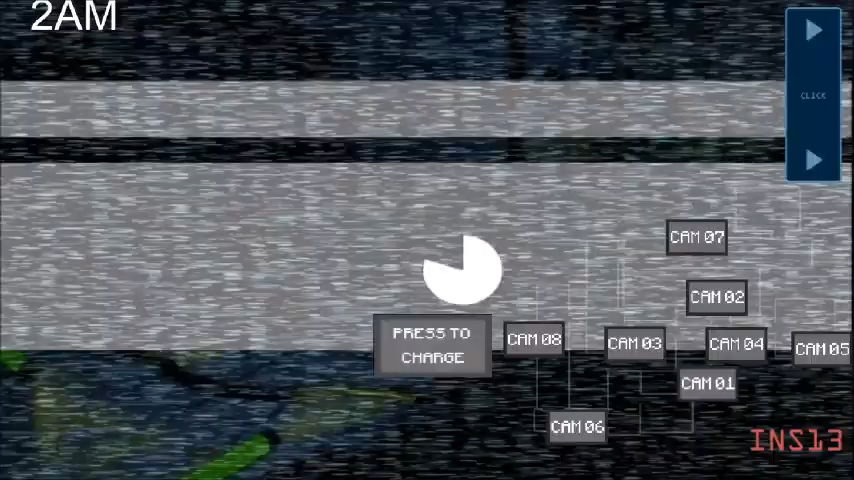 2AM
CLICK
CAM 07
CAM 02
PRESS TO
CHARGE
CAM 08
CAM 03
CAM 04
CAM 05
CAM 01
CAM 06
INS13